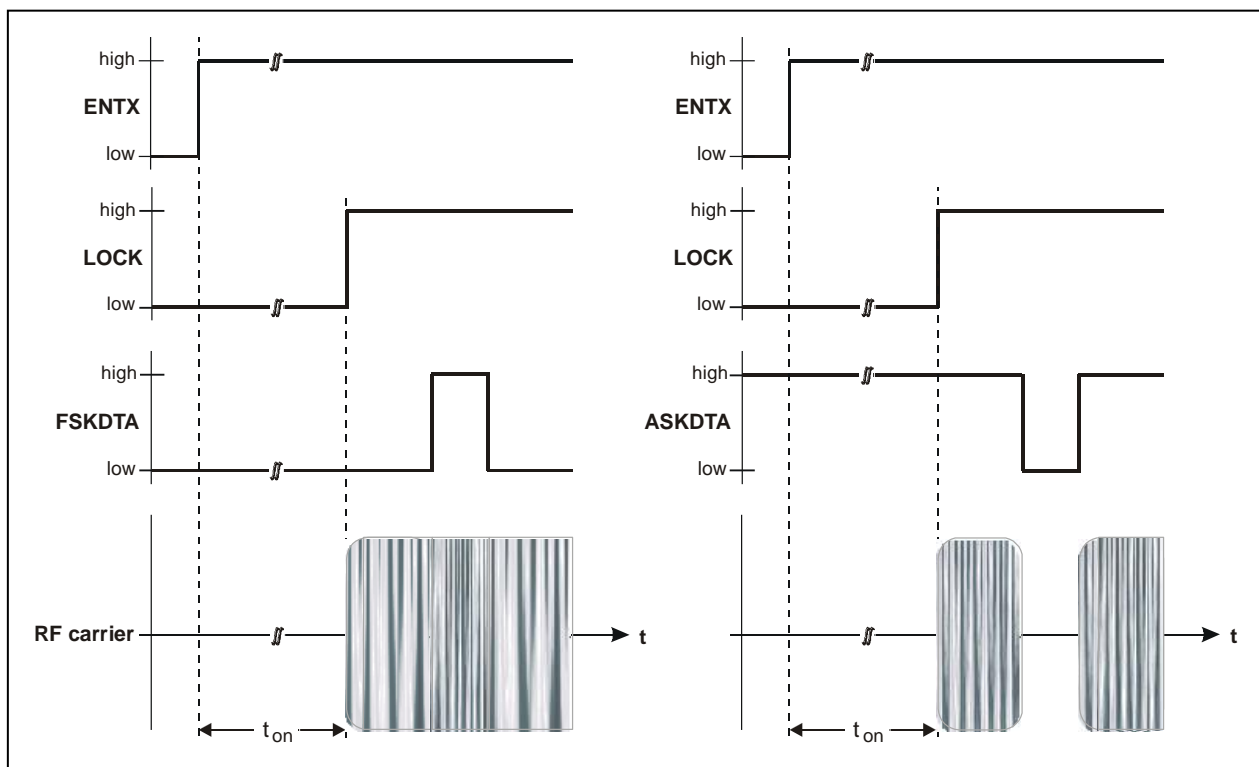 high
ENTX
low
high
LOCK
low
high
FSKDTA
low
RF carrier
t
t on
high
ENTX
low
high
LOCK
low
high
ASKDTA
low
t
t on